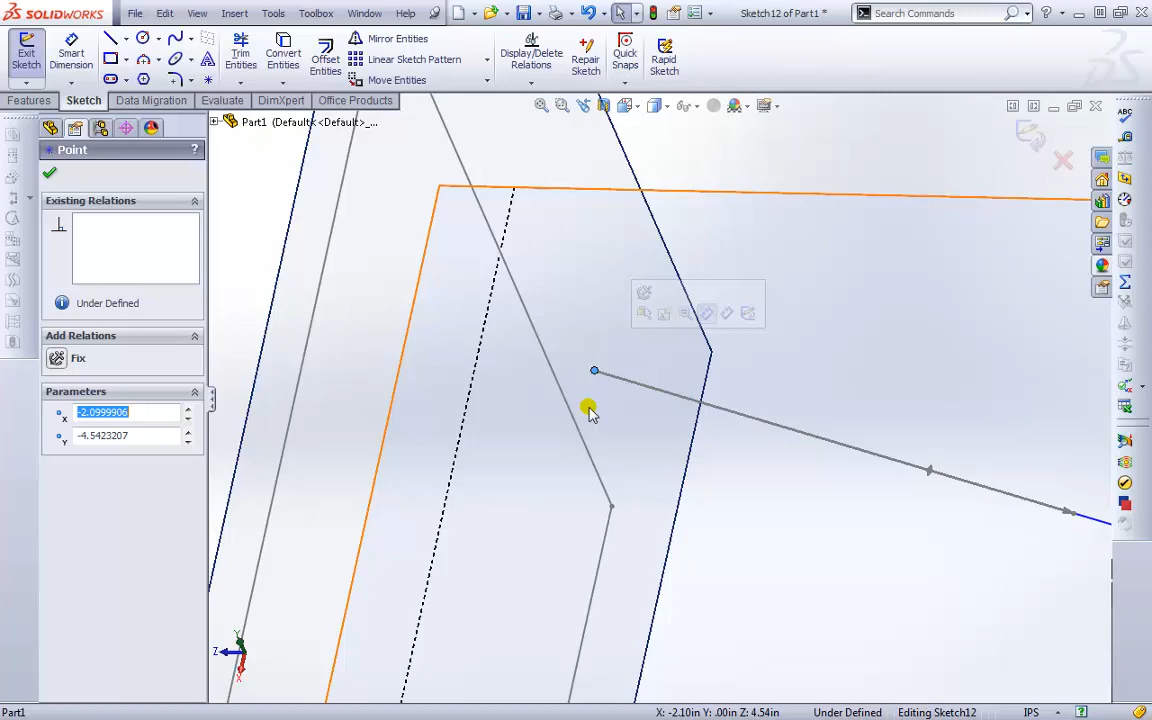 SOLIDWORKS File Edit View Insert Tools Toolbox Window Help Sketch12 of Part1 * Search Commands
Exit Sketch
Smart Dimension
Trim Entities
Convert Entities
Offset Entities
Mirror Entities
Linear Sketch Pattern
Move Entities
Display/Delete Relations
Repair Sketch
Quick Snaps
Rapid Sketch
Features Sketch Data Migration Evaluate DimXpert Office Products
Part1 (Default<<Default>_...
Point ?
Existing Relations
Under Defined
Add Relations
Fix
Parameters
X -2.0999906
Y -4.5423207
Y
Z
X
Part1 X: -2.10in Y: .00in Z: 4.54in Under Defined Editing Sketch12 IPS